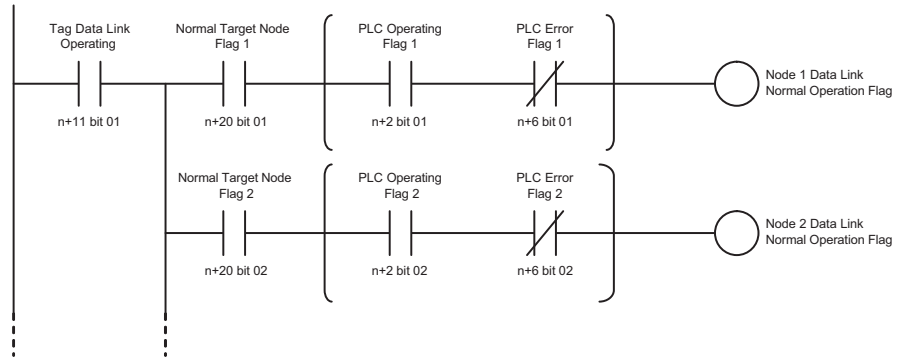 Tag Data Link
Operating
Normal Target Node
Flag 1
PLC Operating
Flag 1
PLC Error
Flag 1
Node 1 Data Link
Normal Operation Flag
n+11 bit 01
n+20 bit 01
n+2 bit 01
n+6 bit 01
Normal Target Node
Flag 2
PLC Operating
Flag 2
PLC Error
Flag 2
Node 2 Data Link
Normal Operation Flag
n+20 bit 02
n+2 bit 02
n+6 bit 02